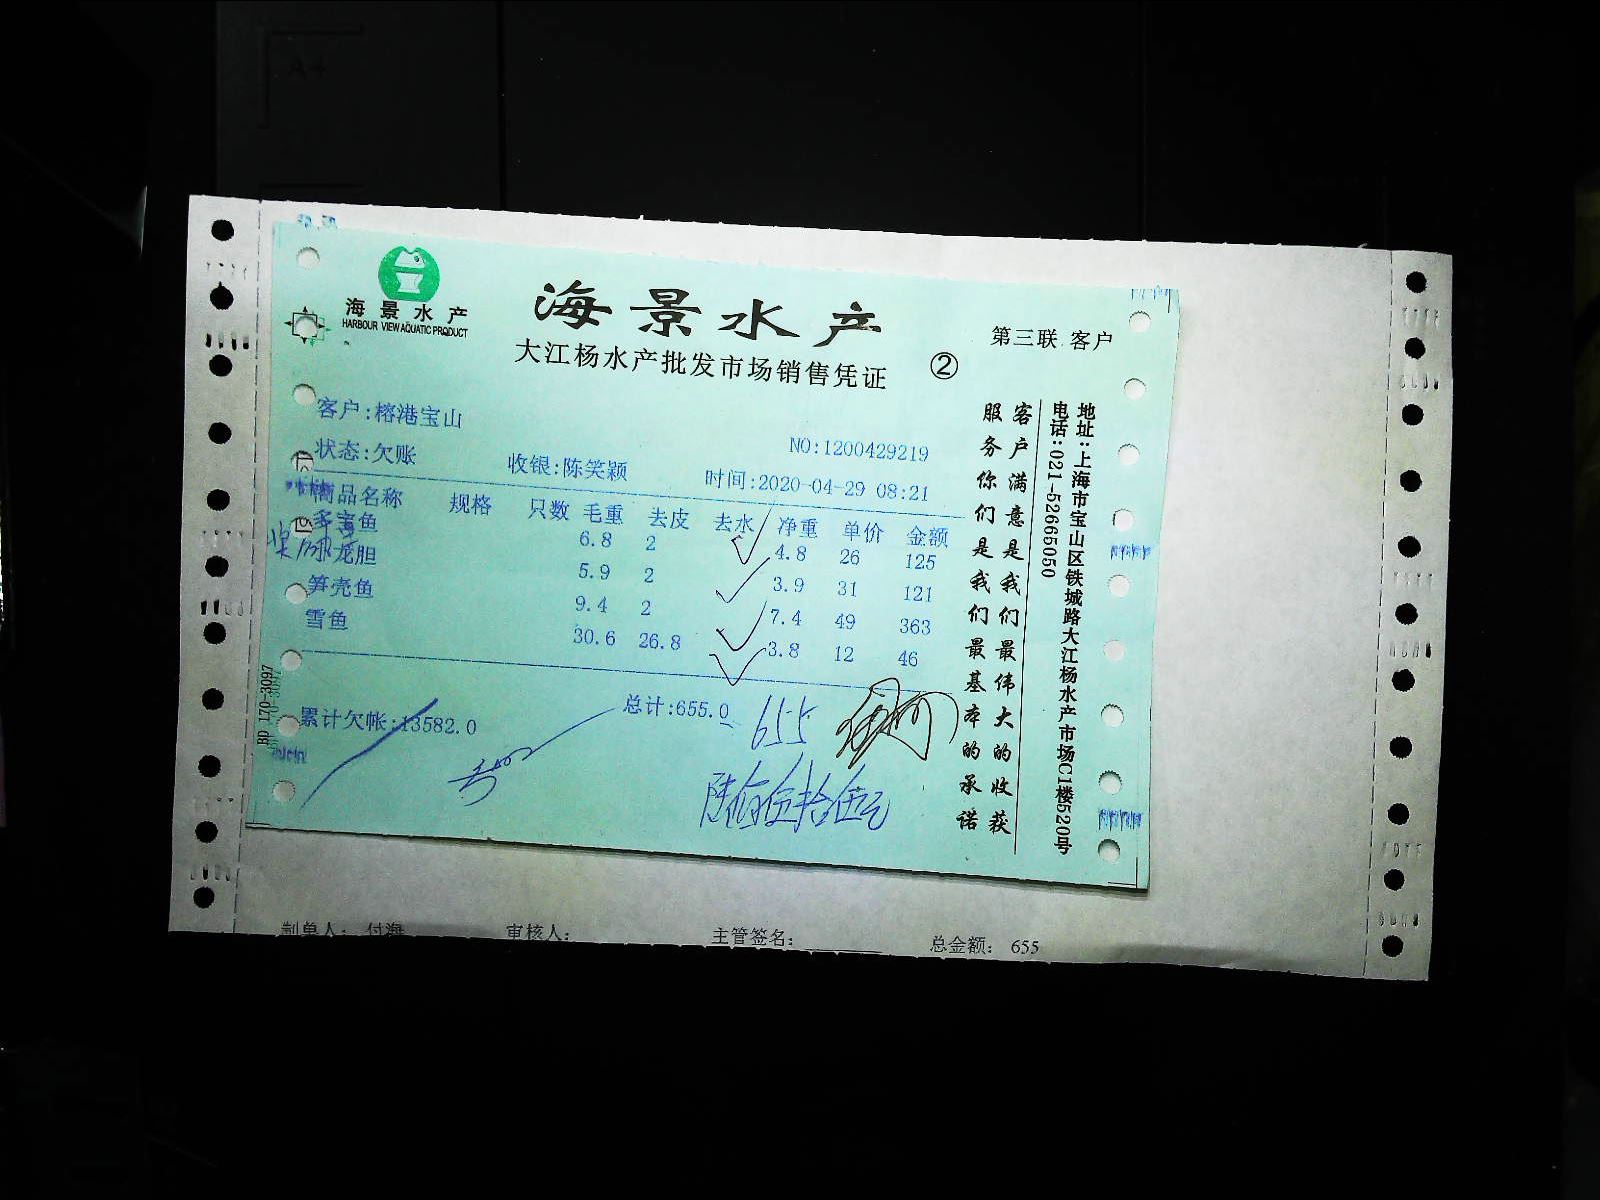 海景水产
HARBOUR VIEW AQUATIC PRODUCT
海景水产
大江杨水产批发市场销售凭证
②
第三联 客户
客户:榕港宝山
NO:1200429219
状态:欠账 收银:陈笑颖 时间:2020-04-29 08:21
商品名称 规格 只数 毛重 去皮 去水 净重 单价 金额
多宝鱼 6.8 2 4.8 26 125
龙胆 5.9 2 3.9 31 121
笋壳鱼 9.4 2 7.4 49 363
雪鱼 30.6 26.8 3.8 12 46
累计欠帐:13582.0 总计:655.0
655
陆佰伍拾伍元
客户满意是我们最伟大的收获
服务你们是我们最基本的承诺
地址:上海市宝山区铁城路大江杨水产市场C1楼520号
电话:021-52665050
BD 170-3097
制单人: 付海 审核人: 主管签名: 总金额: 655